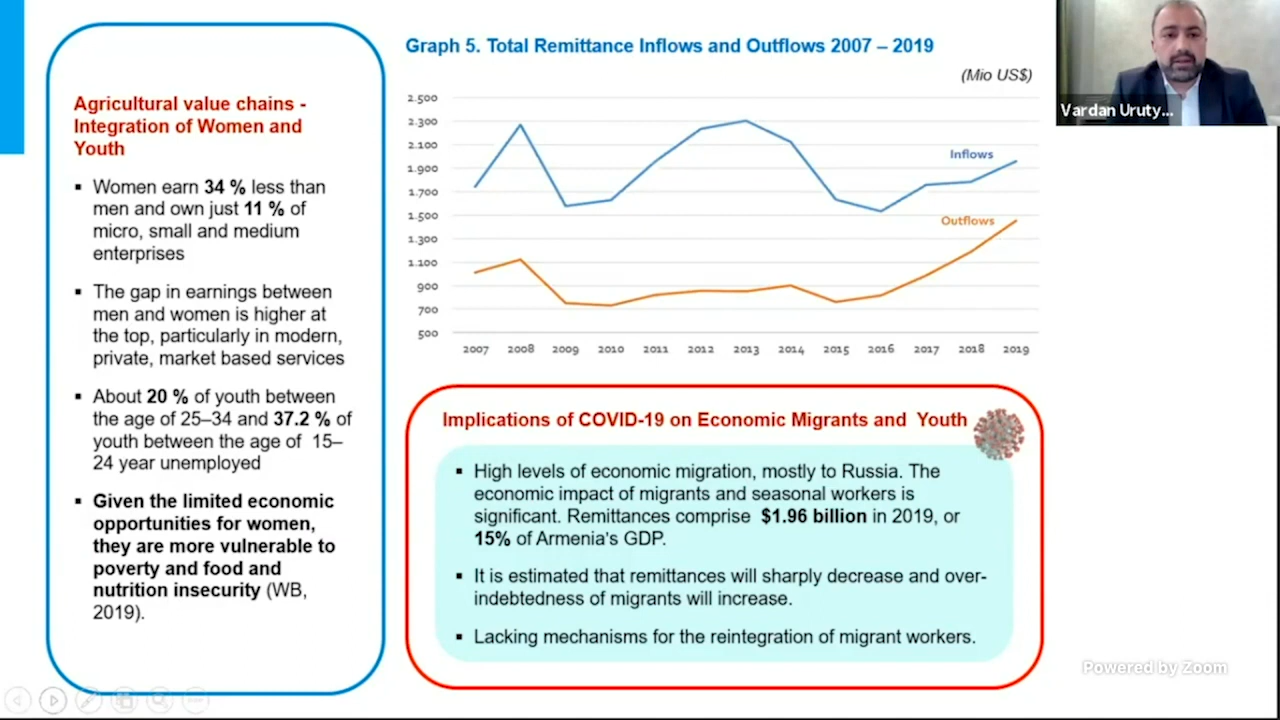 Agricultural value chains -
Integration of Women and
Youth
▪ Women earn 34 % less than
men and own just 11 % of
micro, small and medium
enterprises
▪ The gap in earnings between
men and women is higher at
the top, particularly in modern,
private, market based services
▪ About 20 % of youth between
the age of 25–34 and 37.2 % of
youth between the age of 15–
24 year unemployed
▪ Given the limited economic
opportunities for women,
they are more vulnerable to
poverty and food and
nutrition insecurity (WB,
2019).
Graph 5. Total Remittance Inflows and Outflows 2007 – 2019
(Mio US$)
2.500
2.300
2.100
1.900
1.700
1.500
1.300
1.100
900
700
500
Inflows
Outflows
2007 2008 2009 2010 2011 2012 2013 2014 2015 2016 2017 2018 2019
Implications of COVID-19 on Economic Migrants and Youth
▪ High levels of economic migration, mostly to Russia. The
economic impact of migrants and seasonal workers is
significant. Remittances comprise $1.96 billion in 2019, or
15% of Armenia's GDP.
▪ It is estimated that remittances will sharply decrease and over-
indebtedness of migrants will increase.
▪ Lacking mechanisms for the reintegration of migrant workers.
Vardan Uruty...
Powered by Zoom